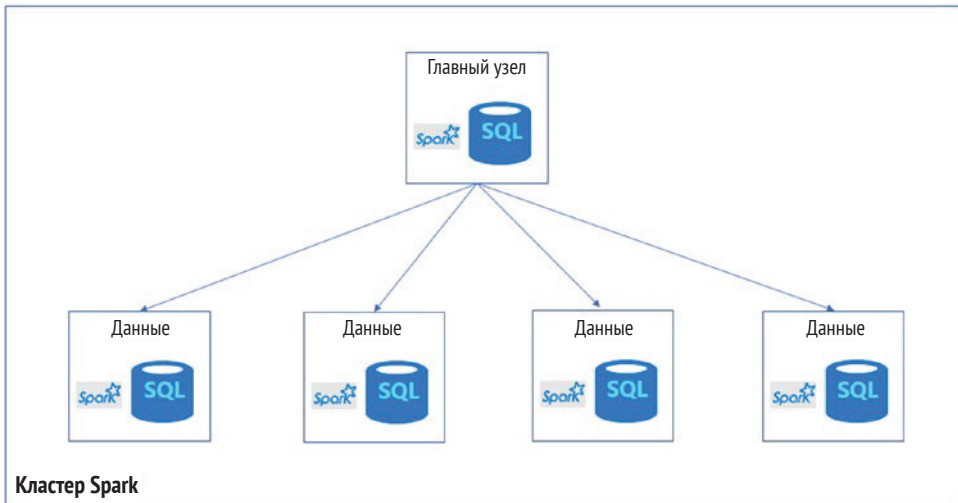 Главный узел
Spark
SQL
Данные
Spark
SQL
Данные
Spark
SQL
Данные
Spark
SQL
Данные
Spark
SQL
Кластер Spark